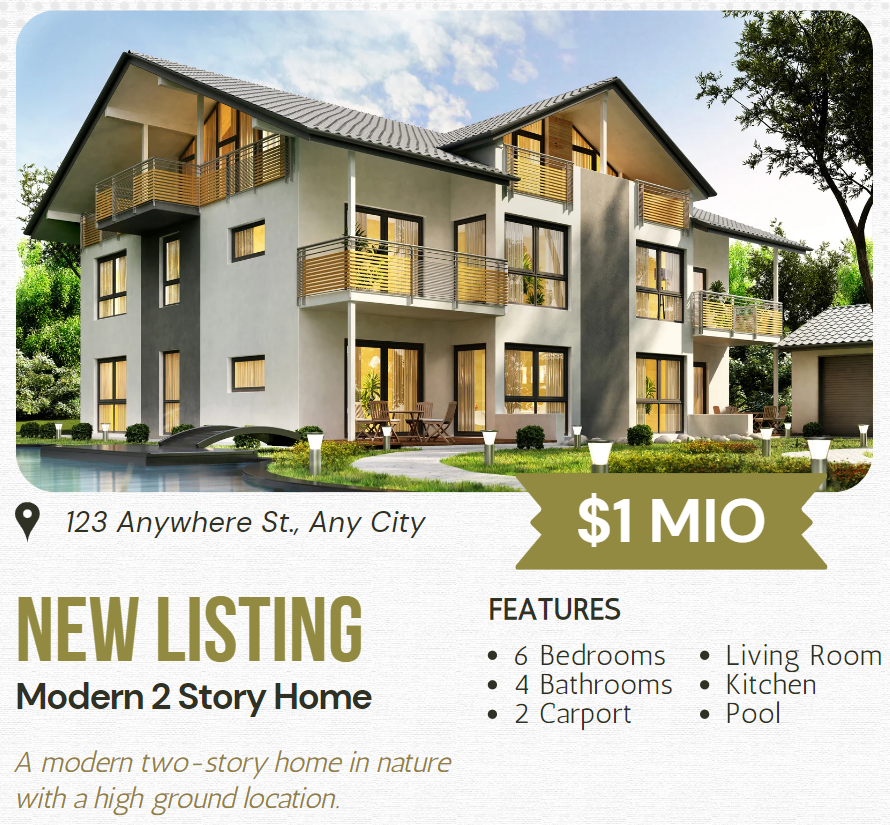 123 Anywhere St., Any City
$1 MIO
NEW LISTING
Modern 2 Story Home
A modern two-story home in nature
with a high ground location.
FEATURES
• 6 Bedrooms
• 4 Bathrooms
• 2 Carport
• Living Room
• Kitchen
• Pool